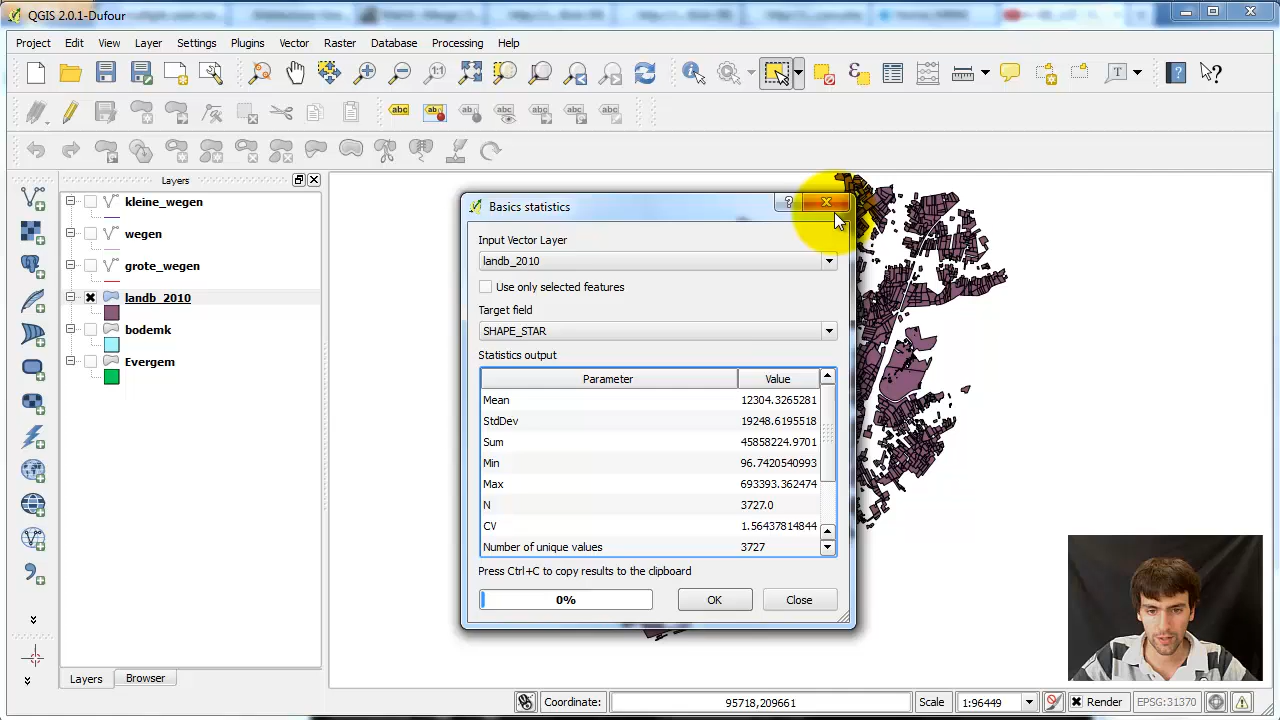 QGIS 2.0.1-Dufour
Project Edit View Layer Settings Plugins Vector Raster Database Processing Help
Layers
kleine_wegen
wegen
grote_wegen
landb_2010
bodemk
Evergem
Layers Browser
Basics statistics
Input Vector Layer
landb_2010
Use only selected features
Target field
SHAPE_STAR
Statistics output
Parameter Value
Mean 12304.3265281
StdDev 19248.6195518
Sum 45858224.9701
Min 96.7420540993
Max 693393.362474
N 3727.0
CV 1.56437814844
Number of unique values 3727
Press Ctrl+C to copy results to the clipboard
0% OK Close
Coordinate: 95718,209661 Scale 1:96449 Render EPSG:31370